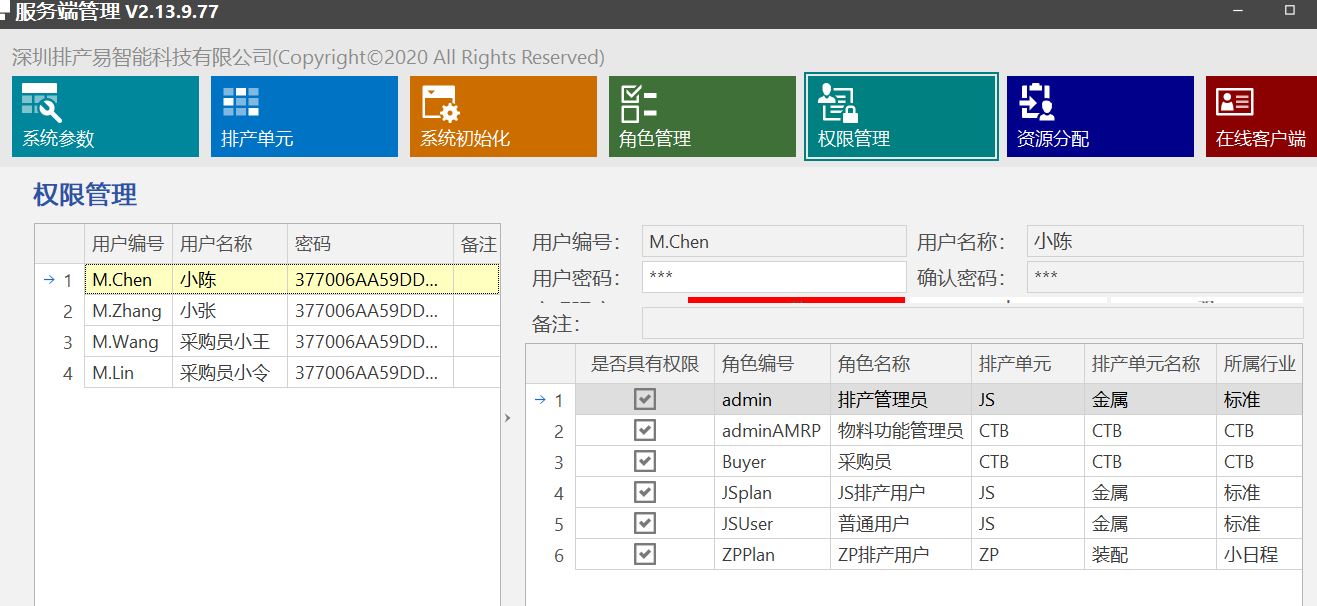 服务端管理 V2.13.9.77
深圳排产易智能科技有限公司(Copyright©2020 All Rights Reserved)
系统参数 排产单元 系统初始化 角色管理 权限管理 资源分配 在线客户端
权限管理
用户编号 用户名称 密码 备注
1 M.Chen 小陈 377006AA59DD...
2 M.Zhang 小张 377006AA59DD...
3 M.Wang 采购员小王 377006AA59DD...
4 M.Lin 采购员小令 377006AA59DD...
用户编号： M.Chen 用户名称： 小陈
用户密码： *** 确认密码： ***
备注：
是否具有权限 角色编号 角色名称 排产单元 排产单元名称 所属行业
1 admin 排产管理员 JS 金属 标准
2 adminAMRP 物料功能管理员 CTB CTB CTB
3 Buyer 采购员 CTB CTB CTB
4 JSplan JS排产用户 JS 金属 标准
5 JSUser 普通用户 JS 金属 标准
6 ZPPlan ZP排产用户 ZP 装配 小日程